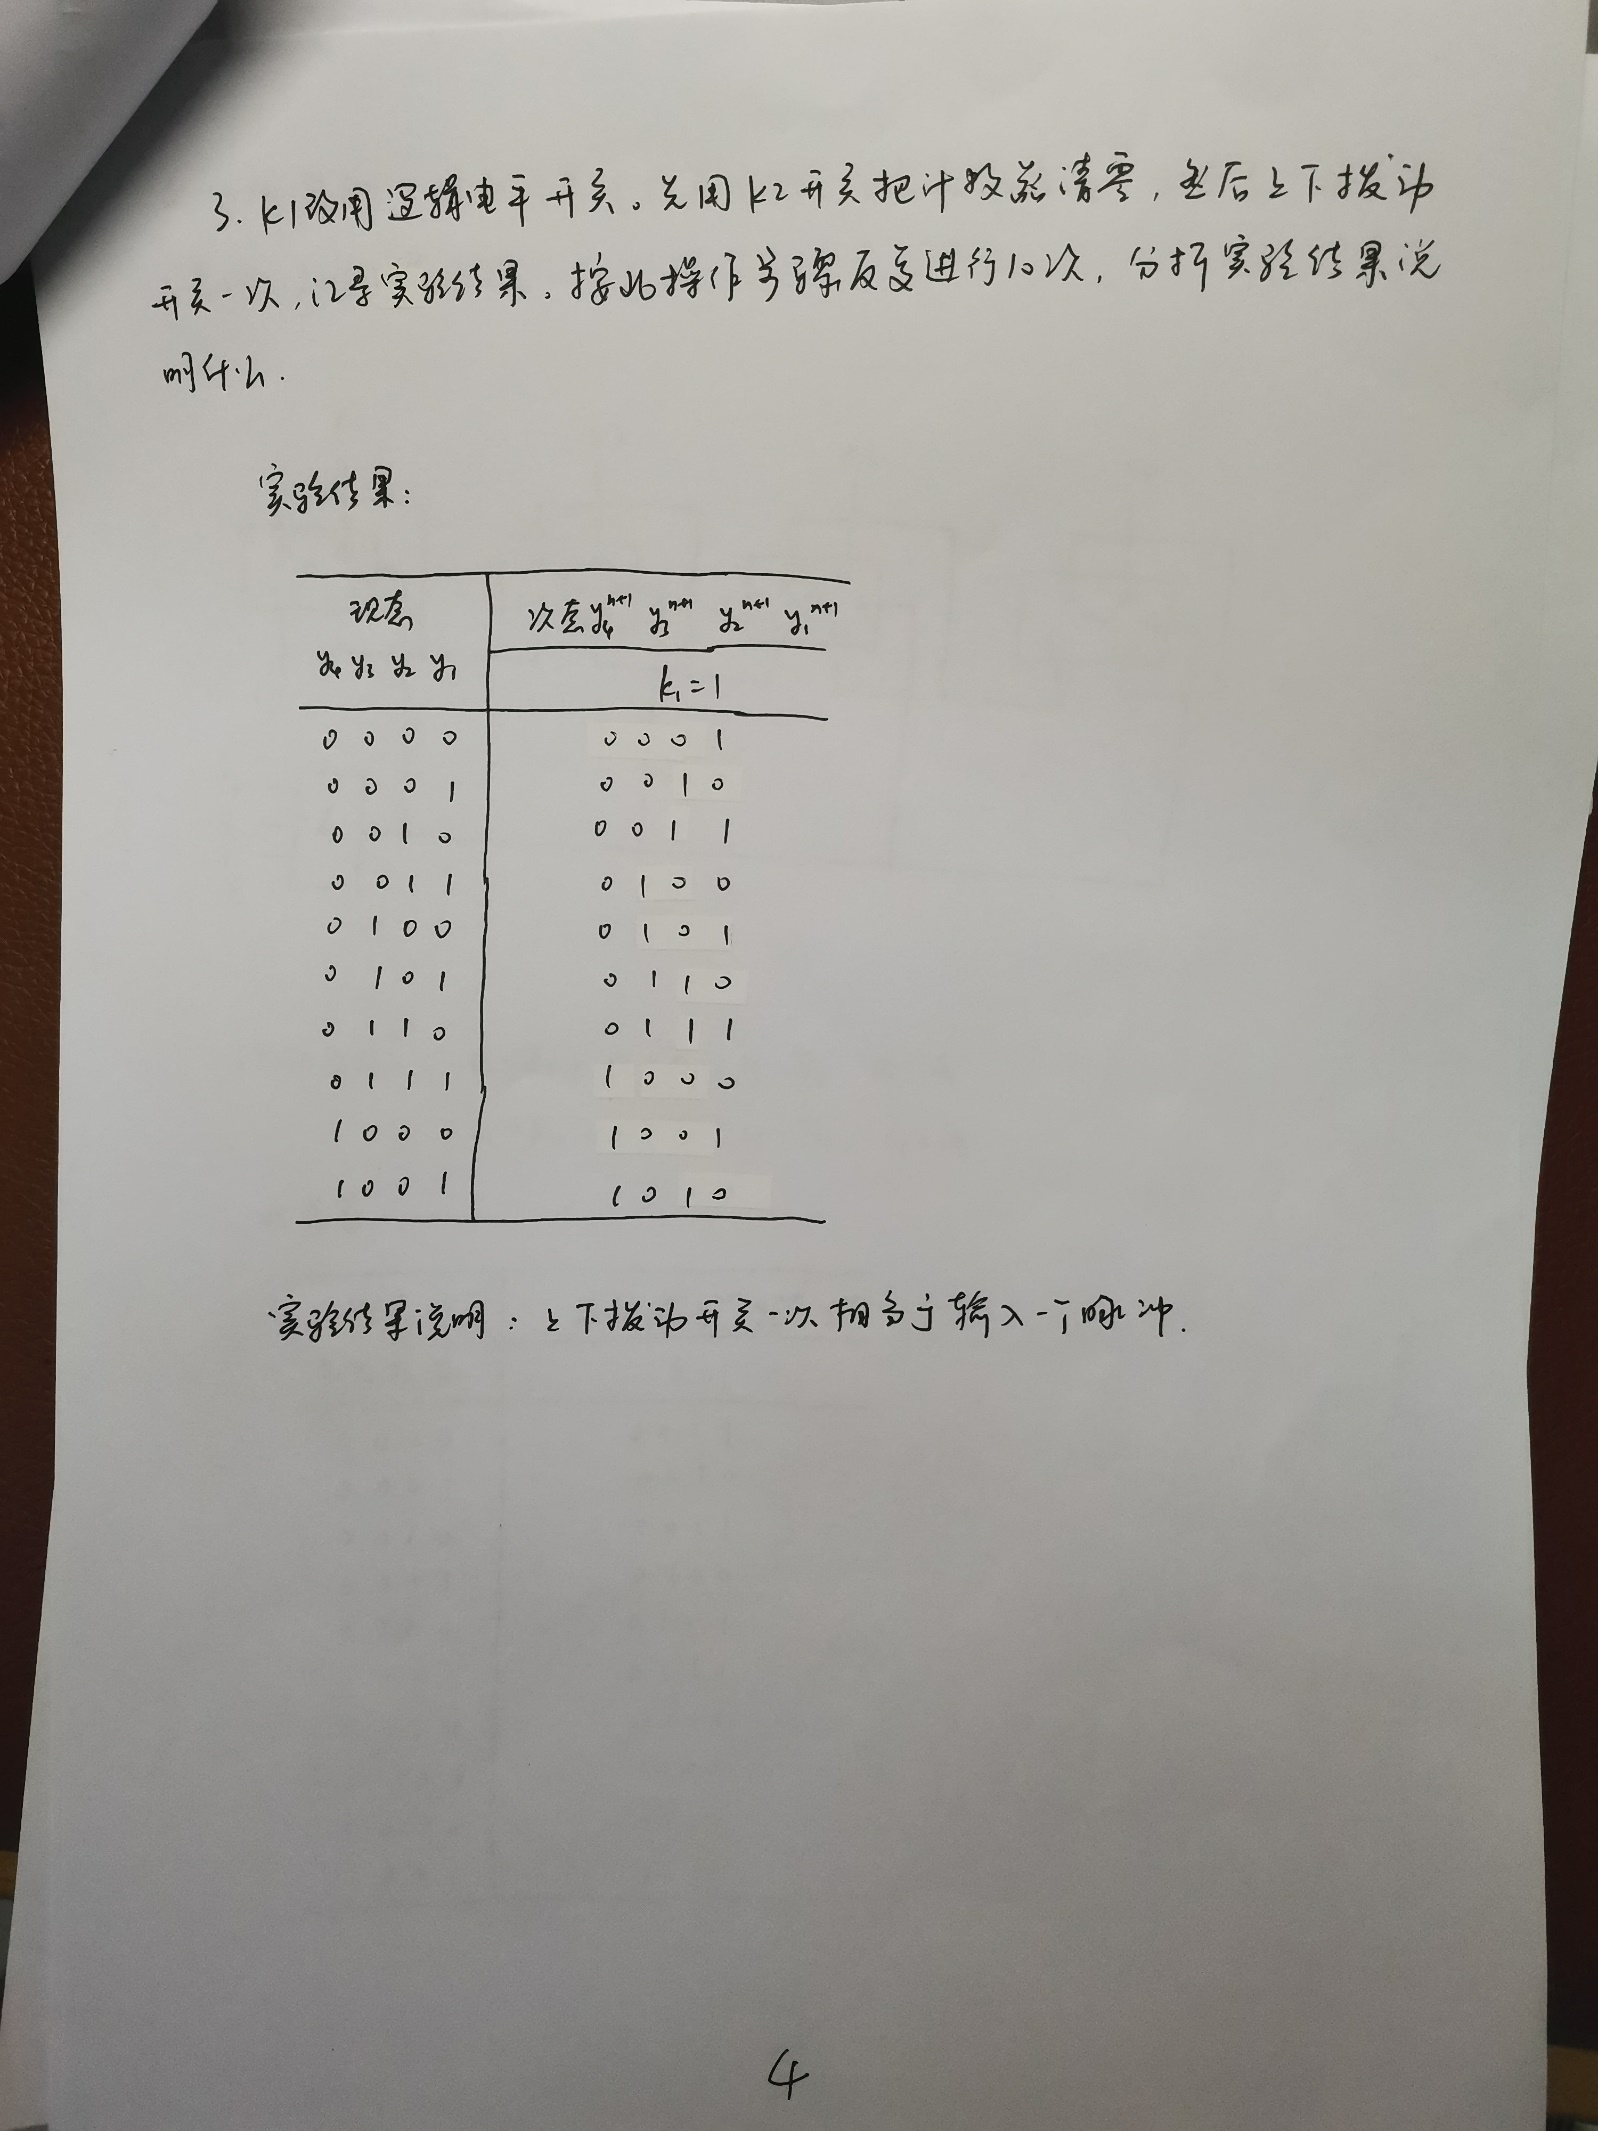 3. K1改用逻辑电平开关。先用K2开关把计数器清零,然后上下拨动
开关一次,记录实验结果。按此操作步骤反复进行10次,分析实验结果说
明什么.
实验结果:
现态 次态y4^n+1 y3^n+1 y2^n+1 y1^n+1
y4 y3 y2 y1 k1=1
0 0 0 0 0 0 0 1
0 0 0 1 0 0 1 0
0 0 1 0 0 0 1 1
0 0 1 1 0 1 0 0
0 1 0 0 0 1 0 1
0 1 0 1 0 1 1 0
0 1 1 0 0 1 1 1
0 1 1 1 1 0 0 0
1 0 0 0 1 0 0 1
1 0 0 1 1 0 1 0
实验结果说明:上下拨动开关一次相当于输入一个脉冲.
4